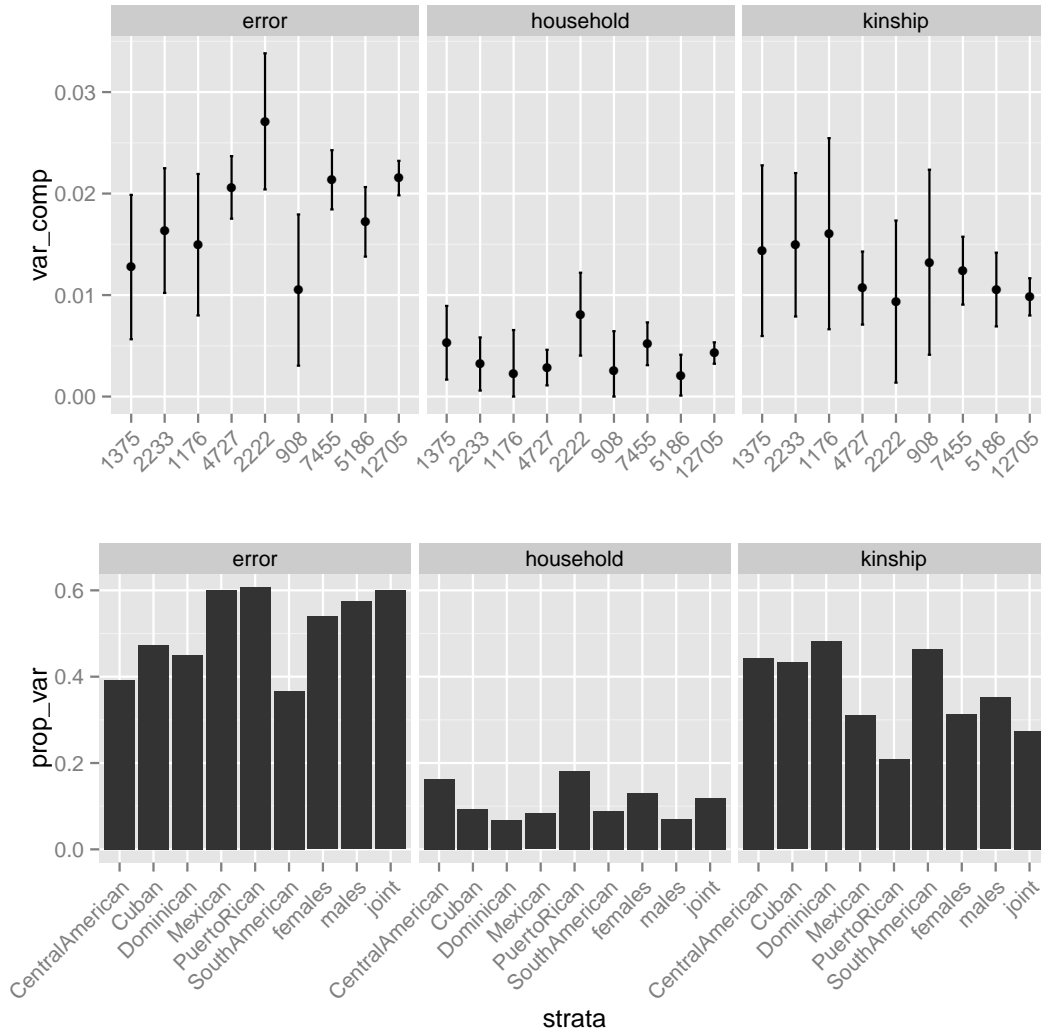 error household kinship
var_comp
0.03
0.02
0.01
0.00
1375 2233 1176 4727 2222 908 7455 5186 12705
1375 2233 1176 4727 2222 908 7455 5186 12705
1375 2233 1176 4727 2222 908 7455 5186 12705
error household kinship
prop_var
0.6
0.4
0.2
0.0
CentralAmerican Cuban Dominican Mexican PuertoRican SouthAmerican females males joint
CentralAmerican Cuban Dominican Mexican PuertoRican SouthAmerican females males joint
CentralAmerican Cuban Dominican Mexican PuertoRican SouthAmerican females males joint
strata